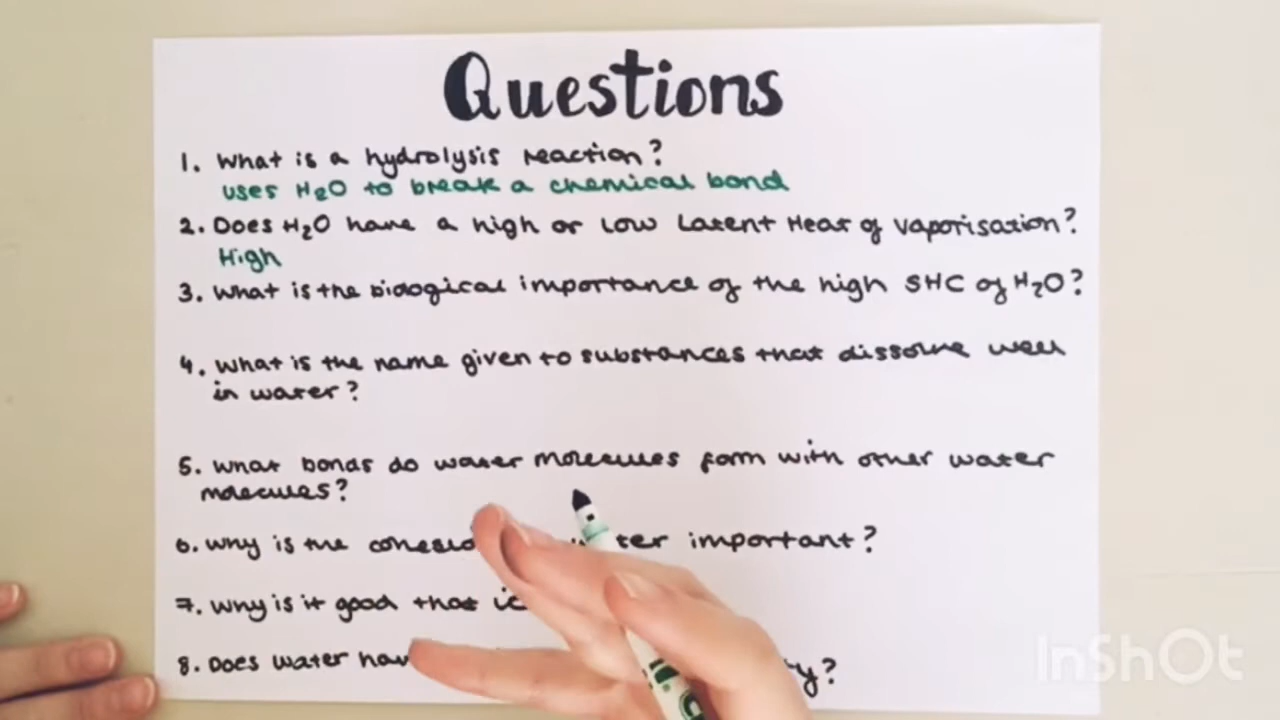 Questions
1. What is a hydrolysis reaction?
uses H2O to break a chemical bond
2. Does H2O have a high or low Latent Heat of vaporisation?
High
3. What is the biological importance of the high SHC of H2O?
4. What is the name given to substances that dissolve well
in water?
5. What bonds do water molecules form with other water
molecules?
6. Why is the important?
7. Why is it good that
8. Does water
InShOt